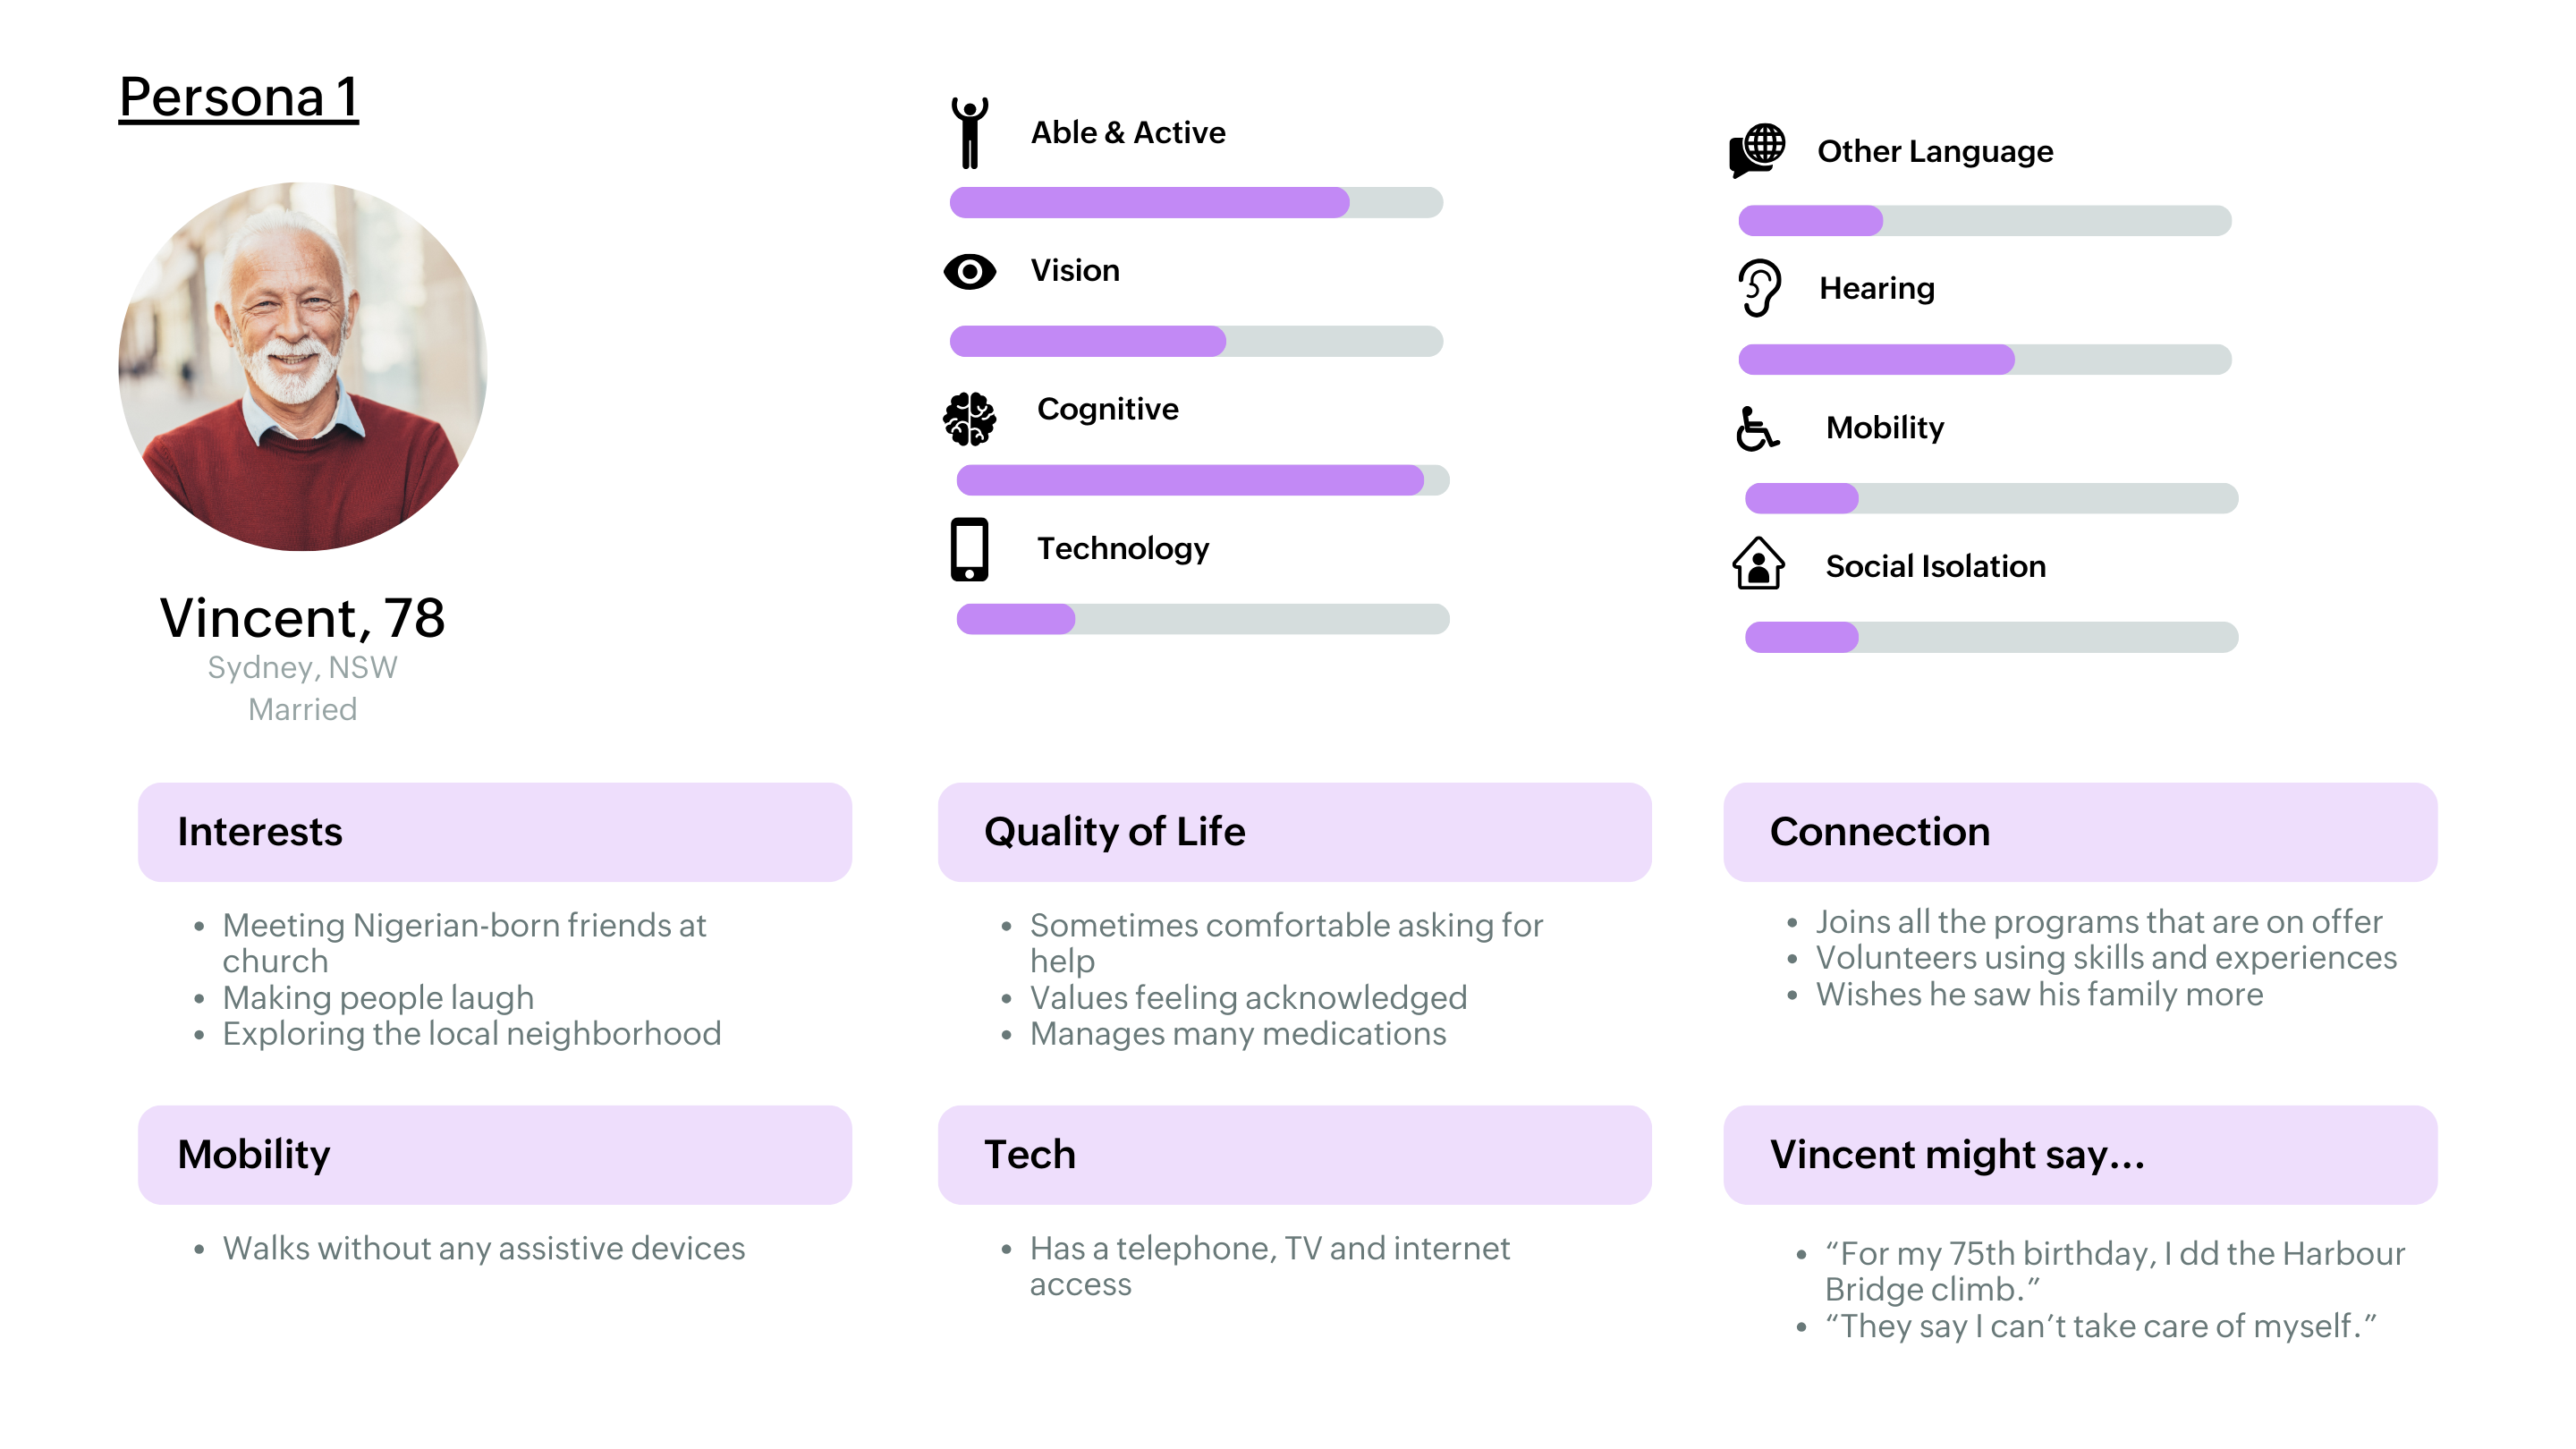 Persona 1
Vincent, 78
Sydney, NSW
Married
Able & Active
Vision
Cognitive
Technology
Other Language
Hearing
Mobility
Social Isolation
Interests
• Meeting Nigerian-born friends at
church
• Making people laugh
• Exploring the local neighborhood
Quality of Life
• Sometimes comfortable asking for
help
• Values feeling acknowledged
• Manages many medications
Connection
• Joins all the programs that are on offer
• Volunteers using skills and experiences
• Wishes he saw his family more
Mobility
• Walks without any assistive devices
Tech
• Has a telephone, TV and internet
access
Vincent might say...
• “For my 75th birthday, I dd the Harbour
Bridge climb.”
• “They say I can’t take care of myself.”